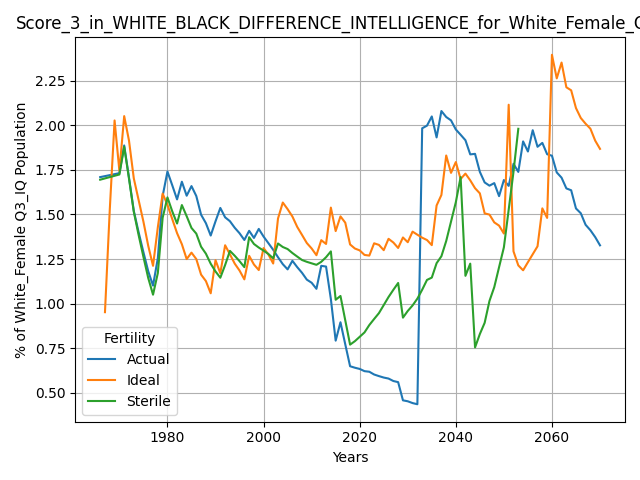 Score_3_in_WHITE_BLACK_DIFFERENCE_INTELLIGENCE_for_White_Female_
% of White_Female Q3_IQ Population
2.25
2.00
1.75
1.50
1.25
1.00
0.75
0.50
Fertility
Actual
Ideal
Sterile
1980
2000
2020
2040
2060
Years